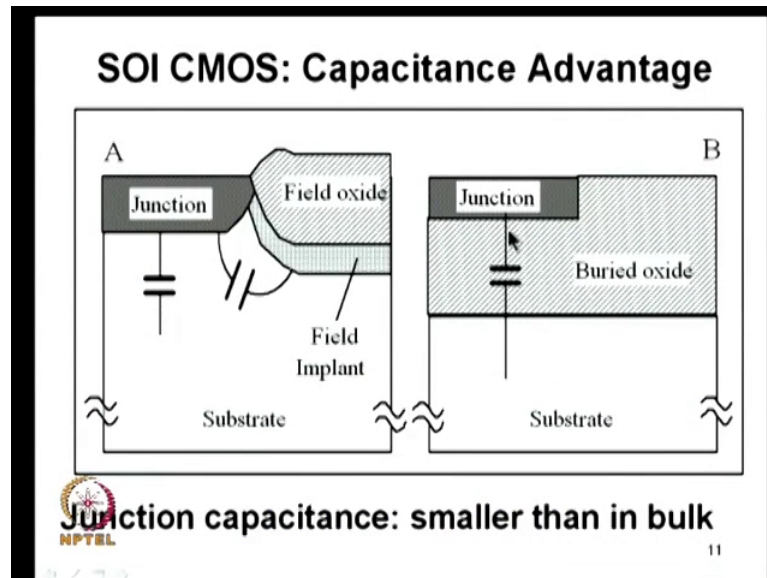 SOI CMOS: Capacitance Advantage
A
B
Junction
Field oxide
Junction
Buried oxide
Field
Implant
Substrate
Substrate
Junction capacitance: smaller than in bulk
NPTEL
11